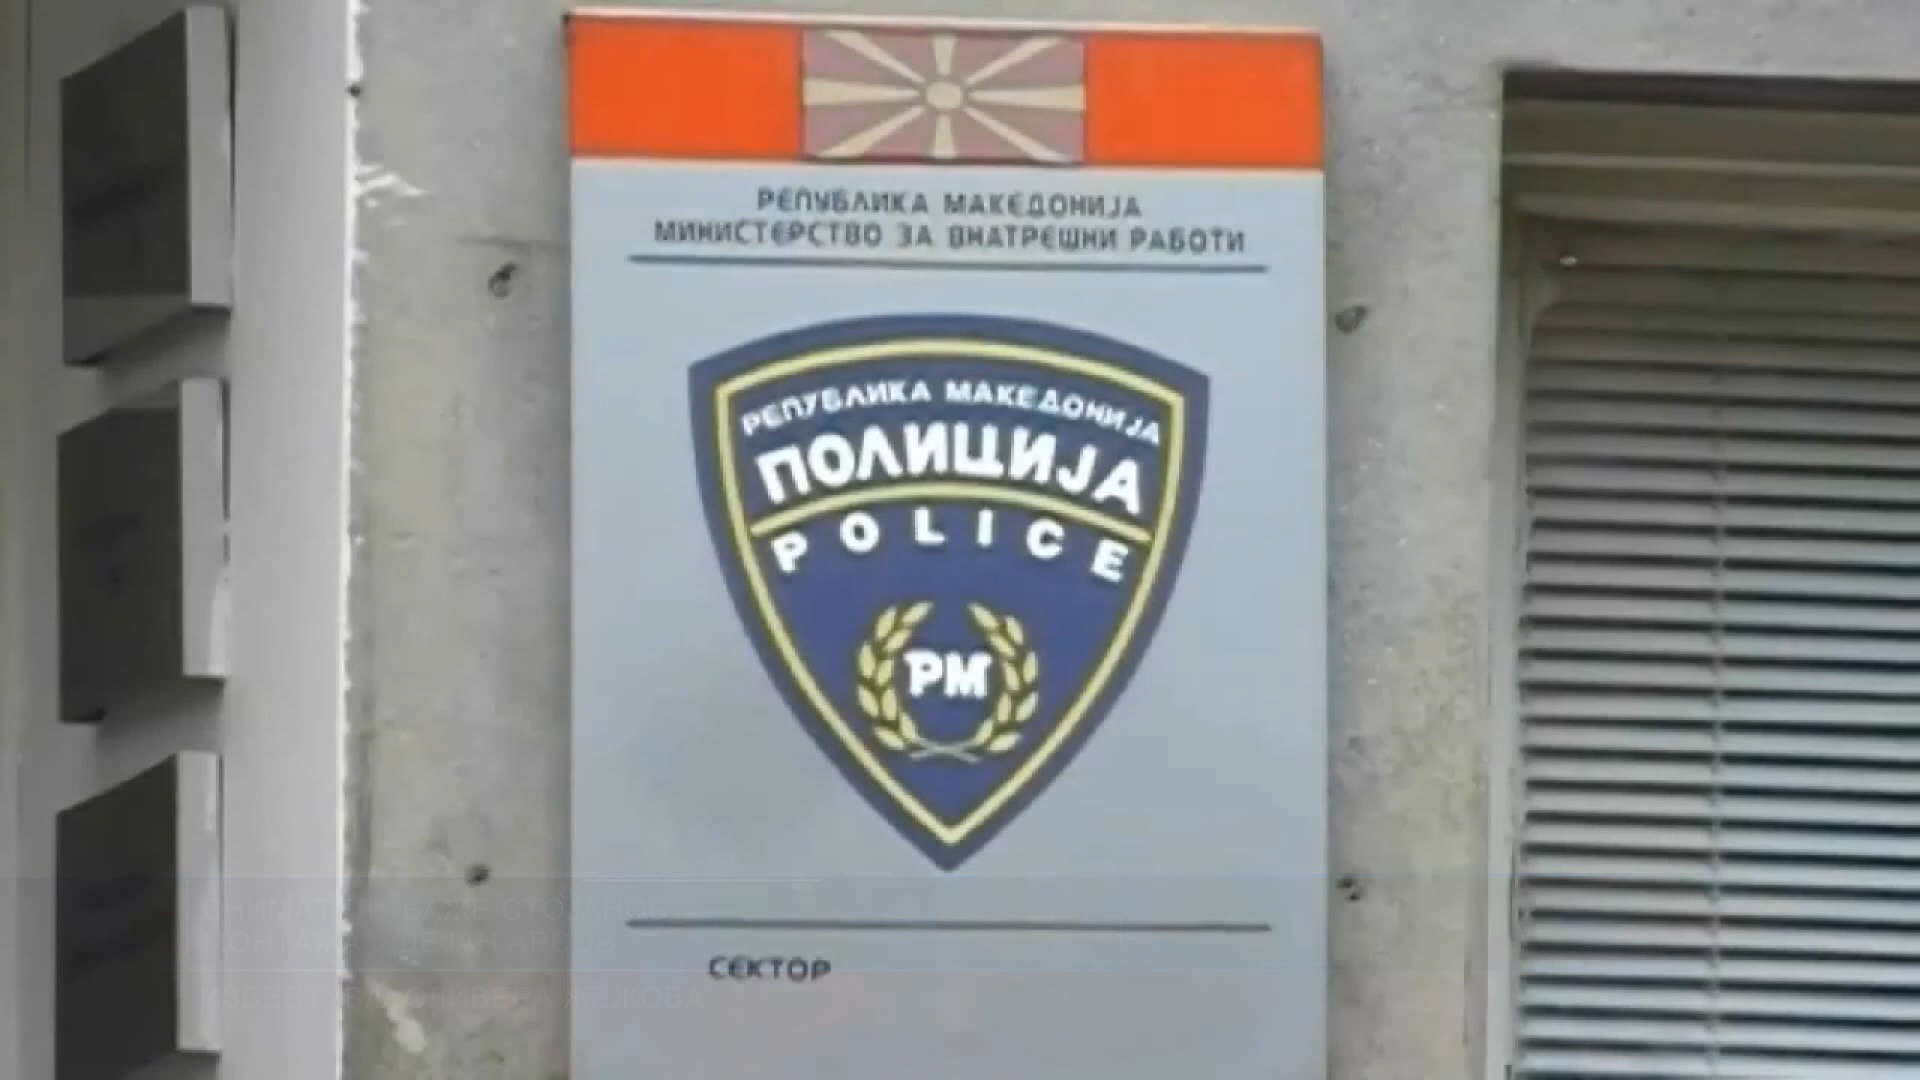 РЕПУБЛИКА МАКЕДОНИЈА
МИНИСТЕРСТВО ЗА ВНАТРЕШНИ РАБОТИ
РЕПУБЛИКА МАКЕДОНИЈА
ПОЛИЦИЈА
POLICE
РМ
СЕКТОР